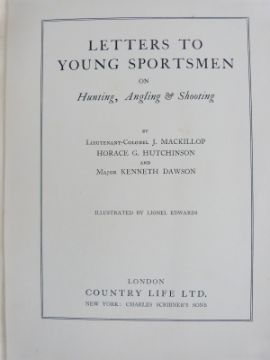 LETTERS TO
YOUNG SPORTSMEN
ON
Hunting, Angling & Shooting
BY
LIEUTENANT-COLONEL J. MACKILLOP
HORACE G. HUTCHINSON
AND
MAJOR KENNETH DAWSON
ILLUSTRATED BY LIONEL EDWARDS
LONDON
COUNTRY LIFE LTD.
NEW YORK: CHARLES SCRIBNER'S SONS